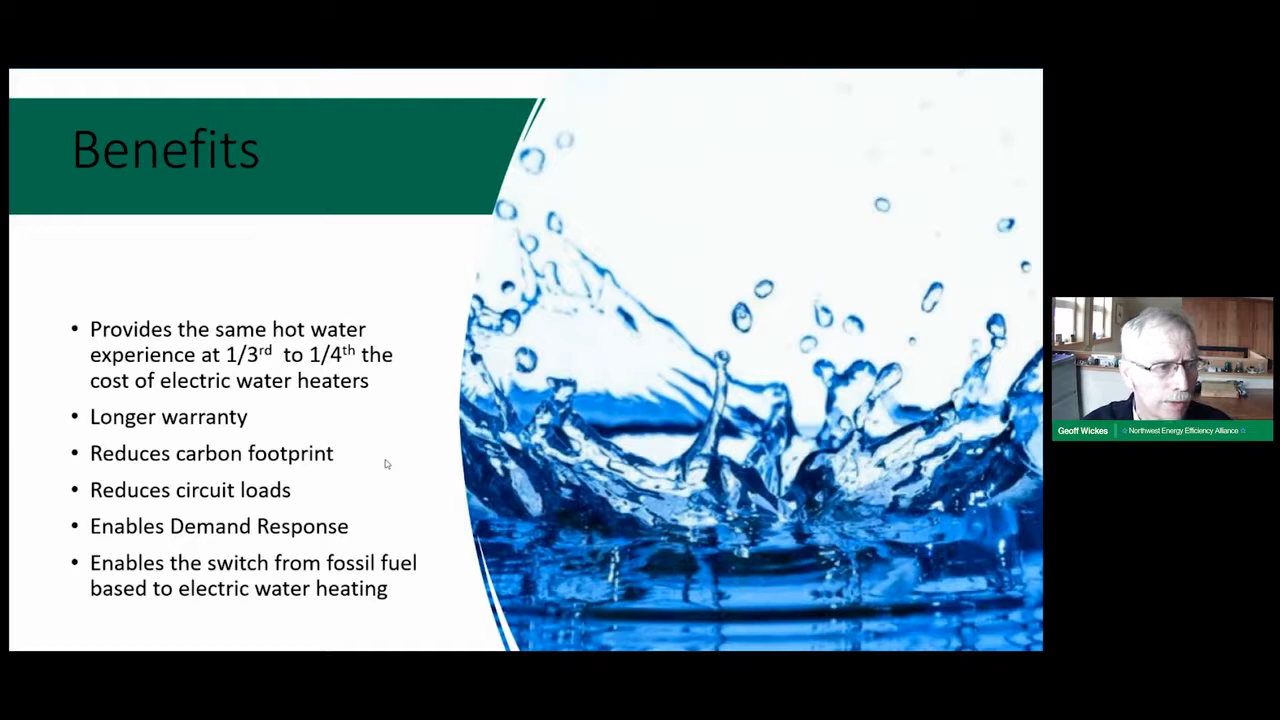 Benefits
• Provides the same hot water
experience at 1/3rd to 1/4th the
cost of electric water heaters
• Longer warranty
• Reduces carbon footprint
• Reduces circuit loads
• Enables Demand Response
• Enables the switch from fossil fuel
based to electric water heating
Geoff Wickes | ☆ Northwest Energy Efficiency Alliance ☆